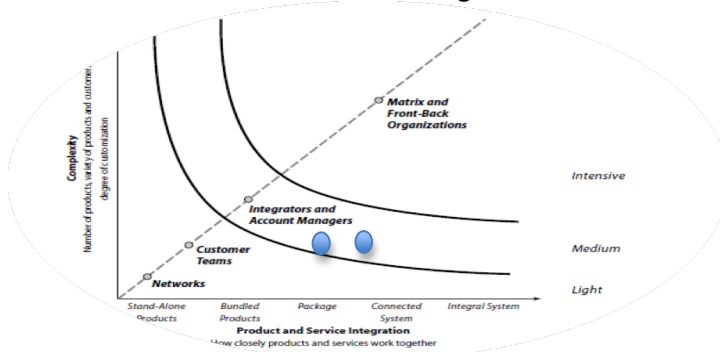 Matrix and
Front-Back
Organizations
Complexity
Number of products, variety of products and customer,
degree of customization
Intensive
Integrators and
Account Managers
Customer
Teams
Medium
Networks
Light
Stand-Alone
Products
Bundled
Products
Package
Connected
System
Integral System
Product and Service Integration
How closely products and services work together